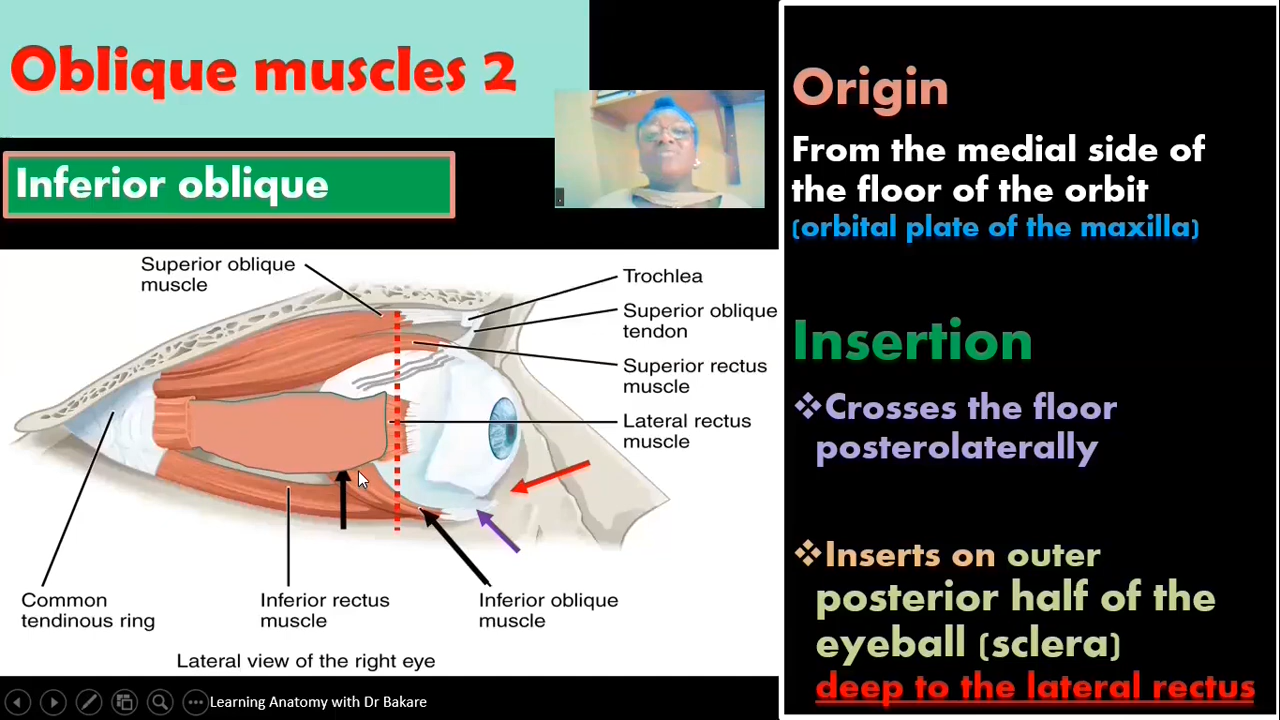 Oblique muscles 2
Inferior oblique
Superior oblique
muscle
Trochlea
Superior oblique
tendon
Superior rectus
muscle
Lateral rectus
muscle
Common
tendinous ring
Inferior rectus
muscle
Inferior oblique
muscle
Lateral view of the right eye
Learning Anatomy with Dr Bakare
Origin
From the medial side of
the floor of the orbit
(orbital plate of the maxilla)
Insertion
❖Crosses the floor
posterolaterally
❖Inserts on outer
posterior half of the
eyeball (sclera)
deep to the lateral rectus